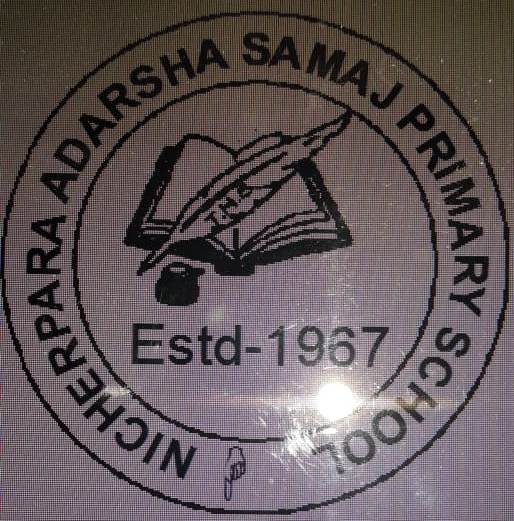 NICHERPARA ADARSHA SAMAJ PRIMARY SCHOOL
T.H.S
Estd-1967